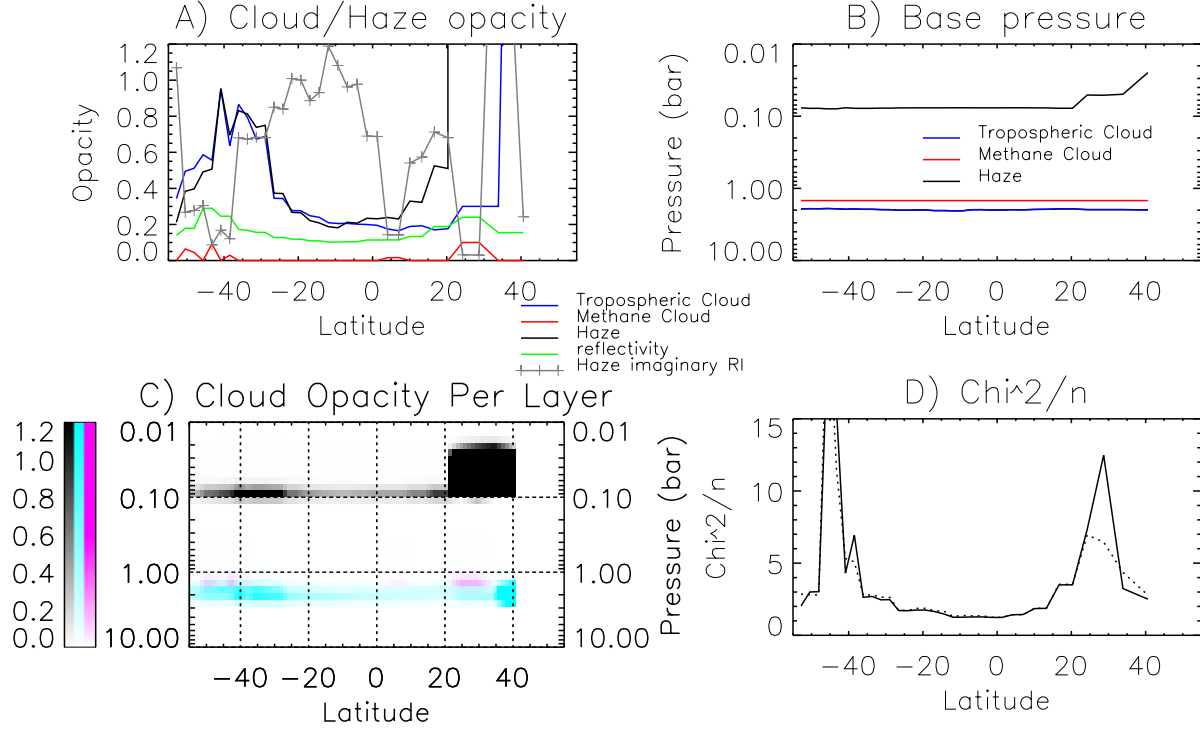 A) Cloud/Haze opacity
1.2
1.0
0.8
0.6
0.4
0.2
0.0
Opacity
−40 −20 0 20 40
Latitude
B) Base pressure
0.01
0.10
1.00
10.00
Pressure (bar)
Tropospheric Cloud
Methane Cloud
Haze
−40 −20 0 20 40
Latitude
Tropospheric Cloud
Methane Cloud
Haze
reflectivity
Haze imaginary RI
C) Cloud Opacity Per Layer
1.2
1.0
0.8
0.6
0.4
0.2
0.0
0.01
0.10
1.00
10.00
0.01
0.10
1.00
10.00
Pressure (bar)
−40 −20 0 20 40
Latitude
D) Chi^2/n
15
10
5
0
Chi^2/n
−40 −20 0 20 40
Latitude